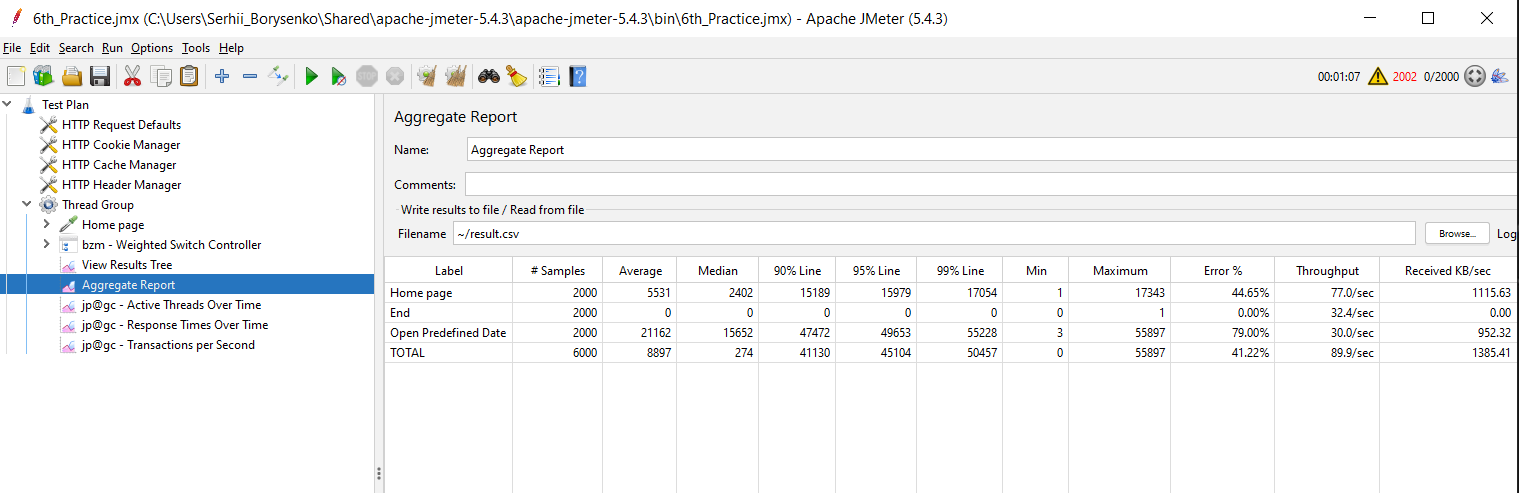 6th_Practice.jmx (C:\Users\Serhii_Borysenko\Shared\apache-jmeter-5.4.3\apache-jmeter-5.4.3\bin\6th_Practice.jmx) - Apache JMeter (5.4.3)
File Edit Search Run Options Tools Help
STOP ? 00:01:07 2002 0/2000
Test Plan
HTTP Request Defaults
HTTP Cookie Manager
HTTP Cache Manager
HTTP Header Manager
Thread Group
Home page
bzm - Weighted Switch Controller
View Results Tree
Aggregate Report
jp@gc - Active Threads Over Time
jp@gc - Response Times Over Time
jp@gc - Transactions per Second
Aggregate Report
Name: Aggregate Report
Comments:
Write results to file / Read from file
Filename ~/result.csv Browse... Log
Label # Samples Average Median 90% Line 95% Line 99% Line Min Maximum Error % Throughput Received KB/sec
Home page 2000 5531 2402 15189 15979 17054 1 17343 44.65% 77.0/sec 1115.63
End 2000 0 0 0 0 0 0 1 0.00% 32.4/sec 0.00
Open Predefined Date 2000 21162 15652 47472 49653 55228 3 55897 79.00% 30.0/sec 952.32
TOTAL 6000 8897 274 41130 45104 50457 0 55897 41.22% 89.9/sec 1385.41